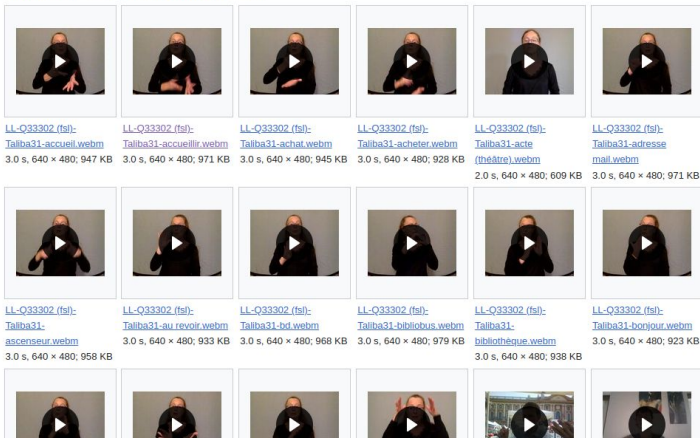 LL-Q33302 (fsl)-
Taliba31-accueil.webm
3.0 s, 640 × 480; 947 KB
LL-Q33302 (fsl)-
Taliba31-accueillir.webm
3.0 s, 640 × 480; 971 KB
LL-Q33302 (fsl)-
Taliba31-achat.webm
3.0 s, 640 × 480; 945 KB
LL-Q33302 (fsl)-
Taliba31-acheter.webm
3.0 s, 640 × 480; 928 KB
LL-Q33302 (fsl)-
Taliba31-acte
(théâtre).webm
2.0 s, 640 × 480; 609 KB
LL-Q33302 (fsl)-
Taliba31-adresse
mail.webm
3.0 s, 640 × 480; 971 KB
LL-Q33302 (fsl)-
Taliba31-
ascenseur.webm
3.0 s, 640 × 480; 958 KB
LL-Q33302 (fsl)-
Taliba31-au revoir.webm
3.0 s, 640 × 480; 933 KB
LL-Q33302 (fsl)-
Taliba31-bd.webm
3.0 s, 640 × 480; 968 KB
LL-Q33302 (fsl)-
Taliba31-bibliobus.webm
3.0 s, 640 × 480; 979 KB
LL-Q33302 (fsl)-
Taliba31-
bibliothèque.webm
3.0 s, 640 × 480; 938 KB
LL-Q33302 (fsl)-
Taliba31-bonjour.webm
3.0 s, 640 × 480; 923 KB